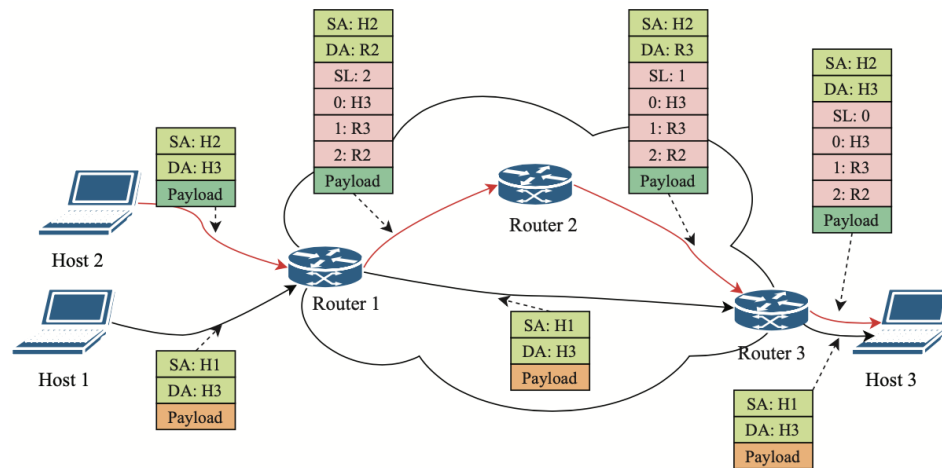 SA: H2
DA: H3
Payload
SA: H2
DA: R2
SL: 2
0: H3
1: R3
2: R2
Payload
SA: H2
DA: R3
SL: 1
0: H3
1: R3
2: R2
Payload
SA: H2
DA: H3
SL: 0
0: H3
1: R3
2: R2
Payload
Host 2
Router 1
Router 2
Router 3
Host 1
Host 3
SA: H1
DA: H3
Payload
SA: H1
DA: H3
Payload
SA: H1
DA: H3
Payload